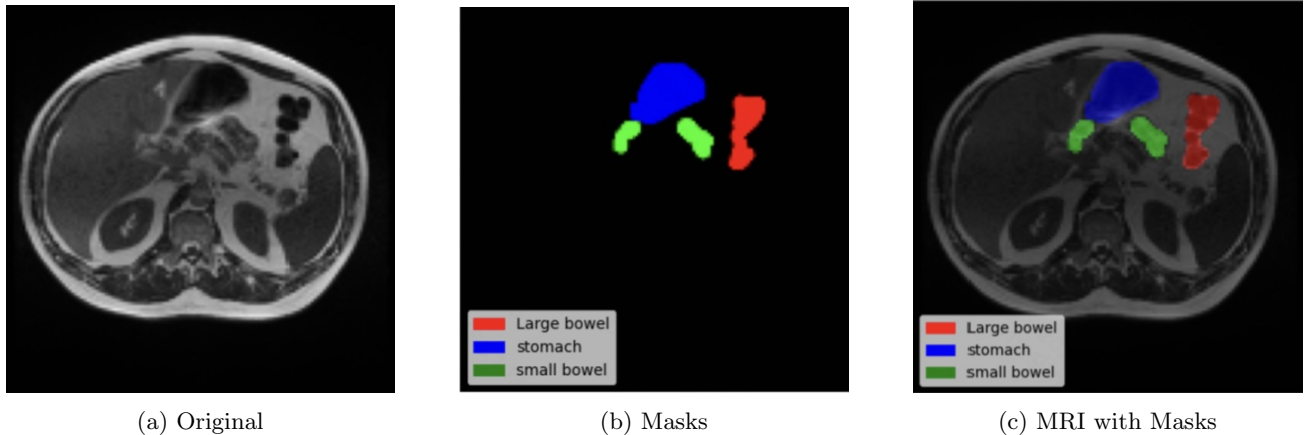 Large bowel
stomach
small bowel
Large bowel
stomach
small bowel
(a) Original
(b) Masks
(c) MRI with Masks